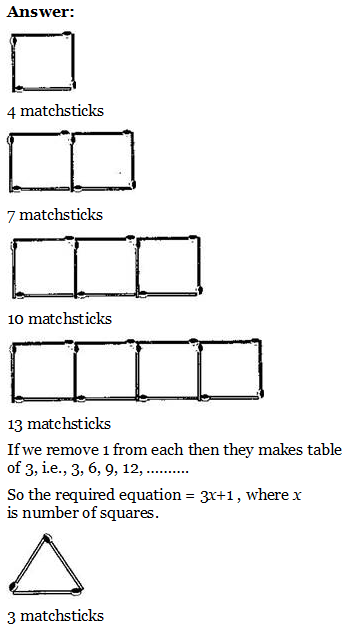 Answer:
4 matchsticks
7 matchsticks
10 matchsticks
13 matchsticks
If we remove 1 from each then they makes table
of 3, i.e., 3, 6, 9, 12, ..........
So the required equation = 3x+1 , where x
is number of squares.
3 matchsticks